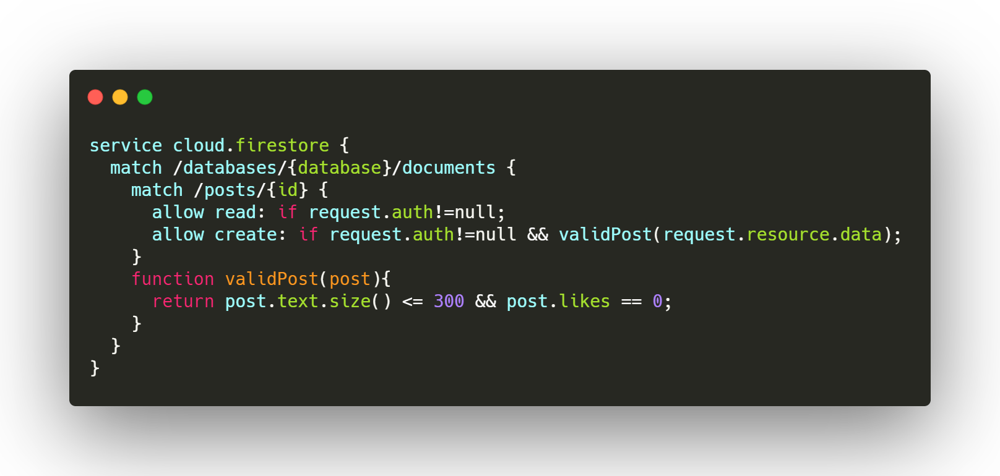 service cloud.firestore {
  match /databases/{database}/documents {
    match /posts/{id} {
      allow read: if request.auth!=null;
      allow create: if request.auth!=null && validPost(request.resource.data);
    }
    function validPost(post){
      return post.text.size() <= 300 && post.likes == 0;
    }
  }
}